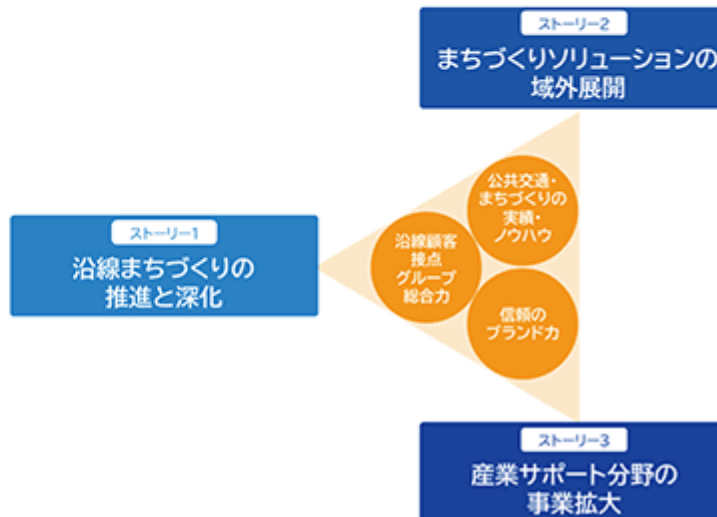 ストーリー2
まちづくりソリューションの
域外展開
公共交通・
まちづくりの
実績・
ノウハウ
ストーリー1
沿線まちづくりの
推進と深化
沿線顧客
接点
グループ
総合力
信頼の
ブランド力
ストーリー3
産業サポート分野の
事業拡大